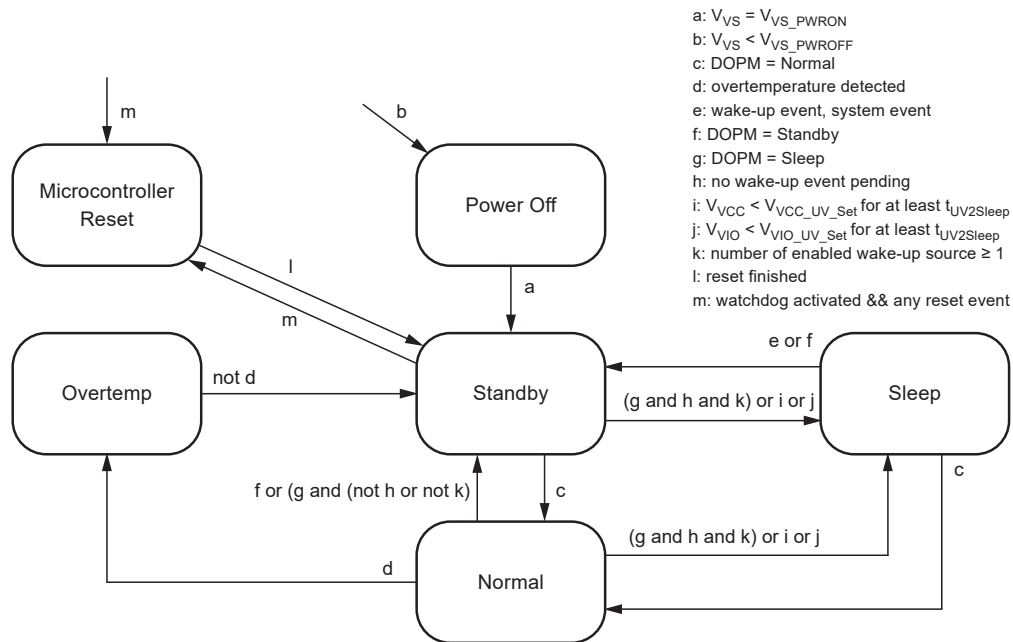 a: V_VS = V_VS_PWRON
b: V_VS < V_VS_PWROFF
c: DOPM = Normal
d: overtemperature detected
e: wake-up event, system event
f: DOPM = Standby
g: DOPM = Sleep
h: no wake-up event pending
i: V_VCC < V_VCC_UV_Set for at least t_UV2Sleep
j: V_VIO < V_VIO_UV_Set for at least t_UV2Sleep
k: number of enabled wake-up source ≥ 1
l: reset finished
m: watchdog activated && any reset event
m
b
Microcontroller
Reset
Power Off
l
m
a
Overtemp
not d
Standby
e or f
(g and h and k) or i or j
Sleep
f or (g and (not h or not k)
c
c
d
Normal
(g and h and k) or i or j